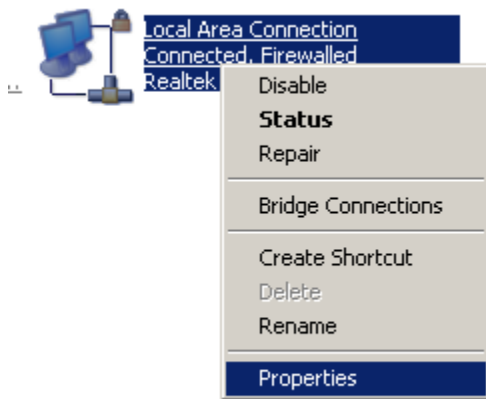 Local Area Connection
Connected, Firewalled
Realtek
Disable
Status
Repair
Bridge Connections
Create Shortcut
Delete
Rename
Properties